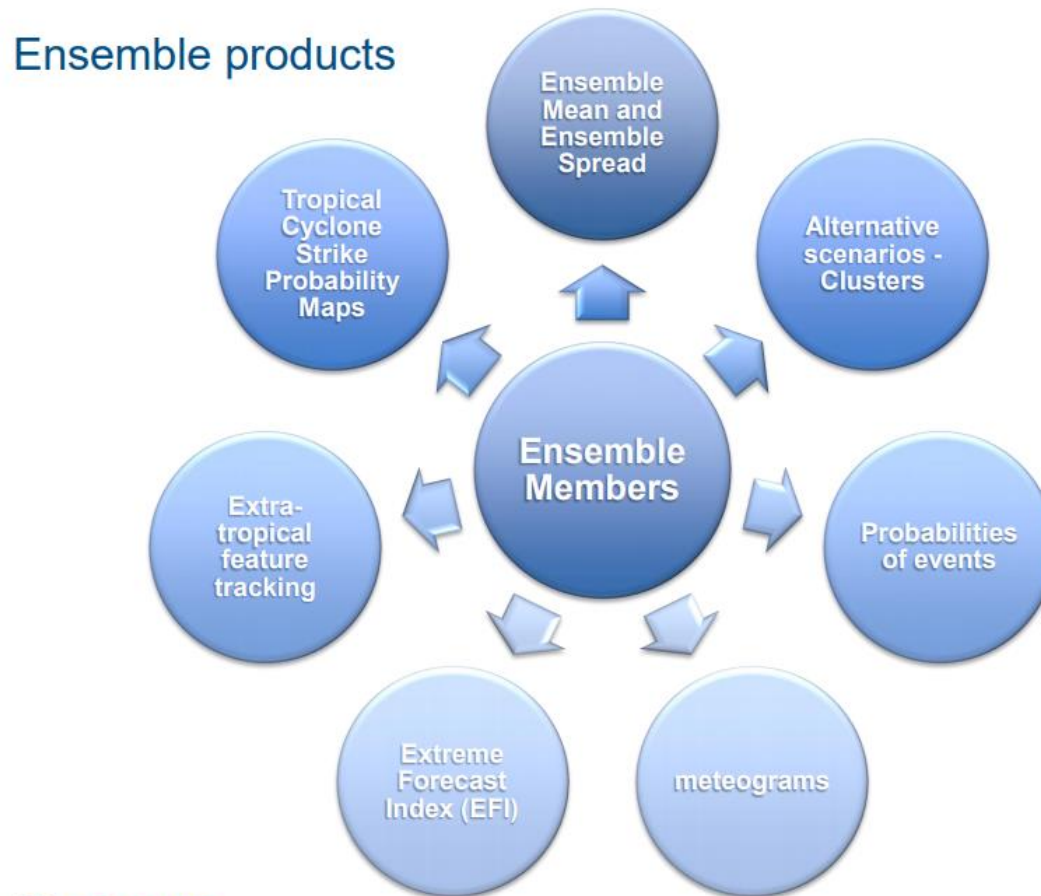 Ensemble products
Ensemble
Mean and
Ensemble
Spread
Alternative
scenarios -
Clusters
Probabilities
of events
meteograms
Extreme
Forecast
Index (EFI)
Extra-
tropical
feature
tracking
Tropical
Cyclone
Strike
Probability
Maps
Ensemble
Members